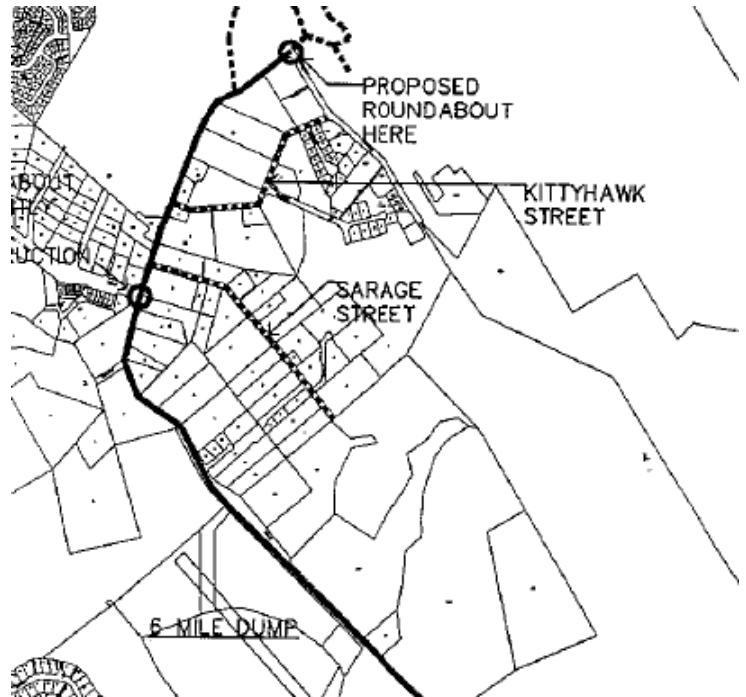 PROPOSED
ROUNDABOUT
HERE
KITTYHAWK
STREET
SARAGE
STREET
6 MILE DUMP